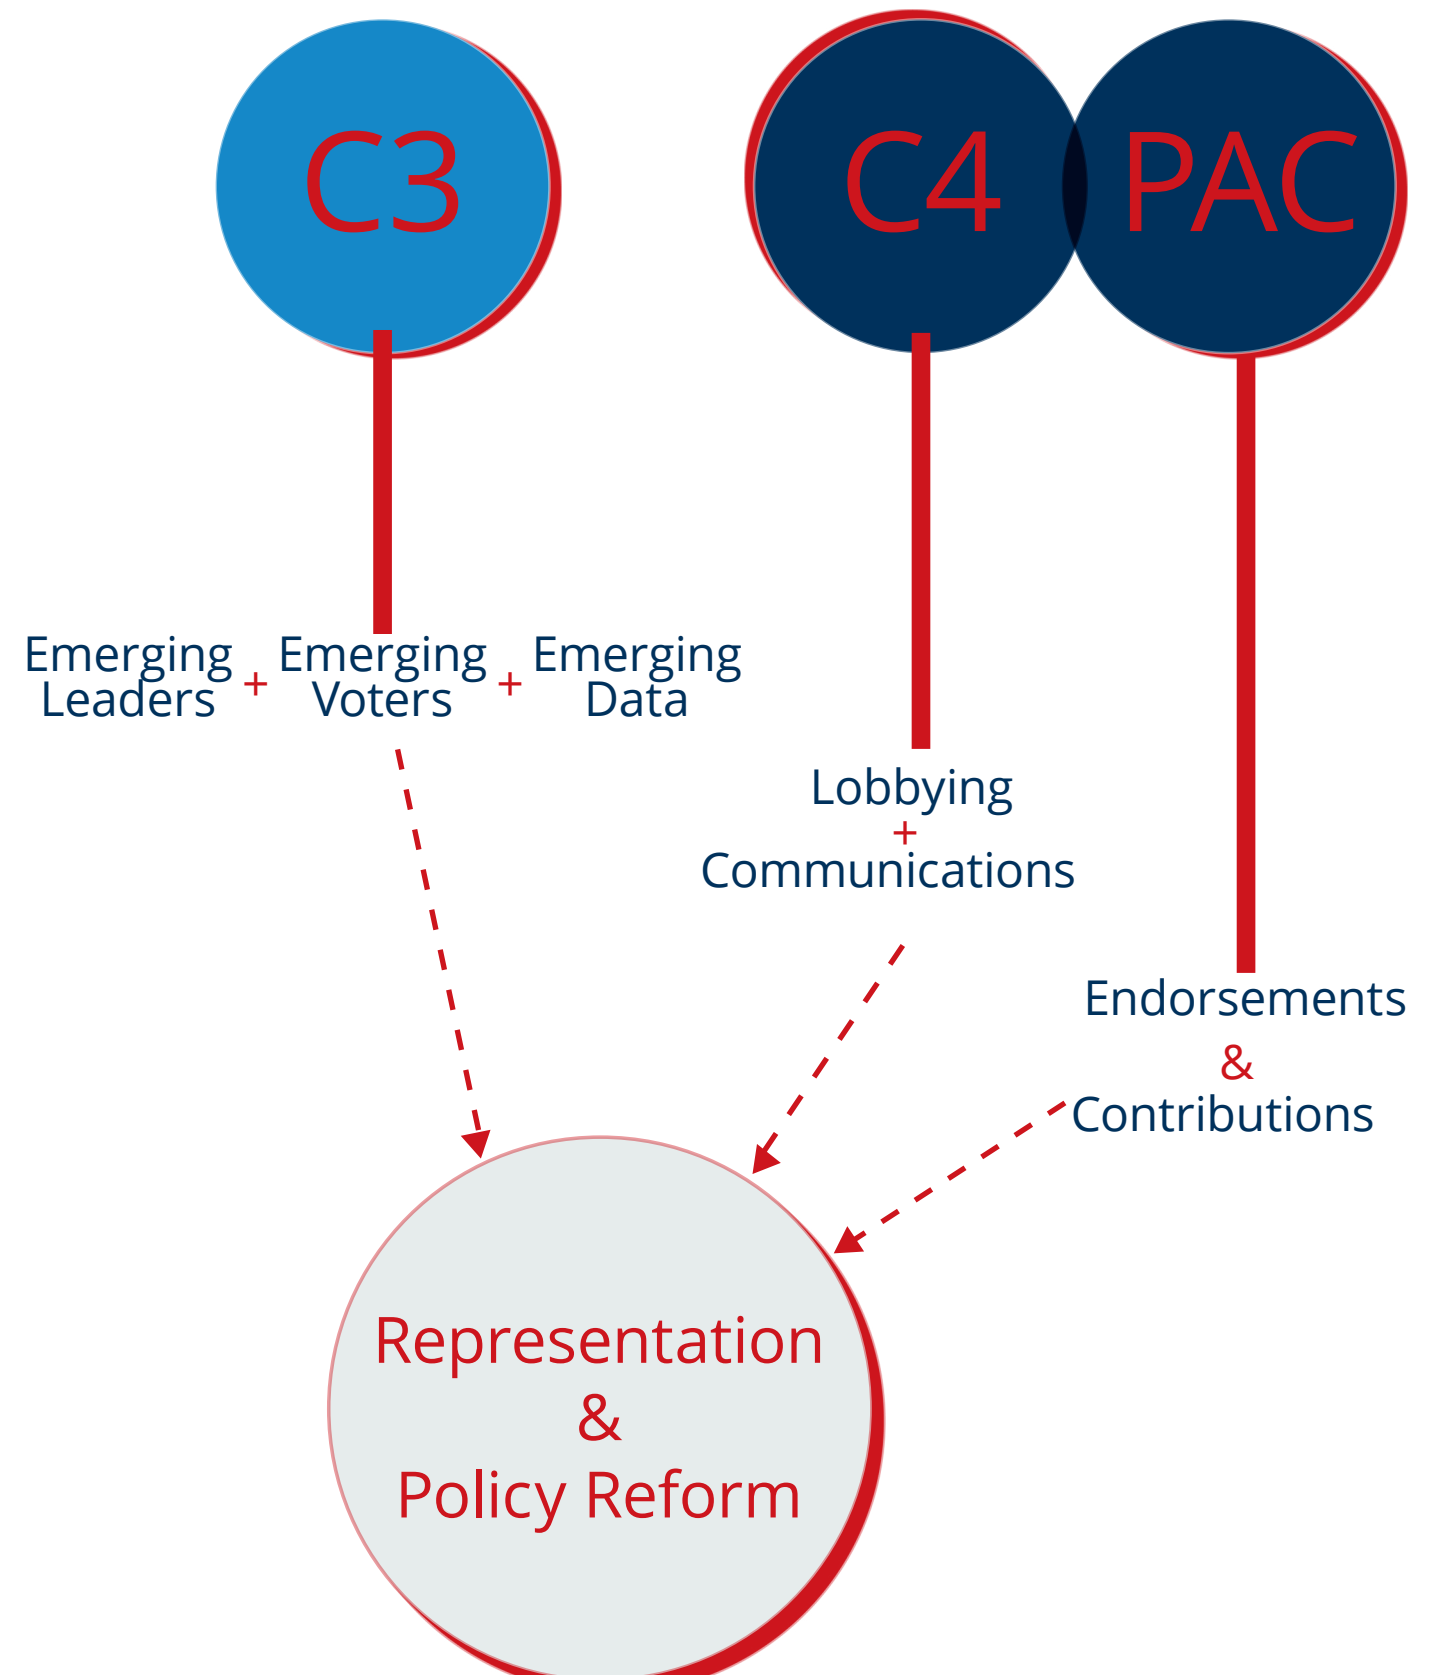 C3
C4
PAC
Emerging
Leaders
+
Emerging
Voters
+
Emerging
Data
Lobbying
+
Communications
Endorsements
&
Contributions
Representation
&
Policy Reform